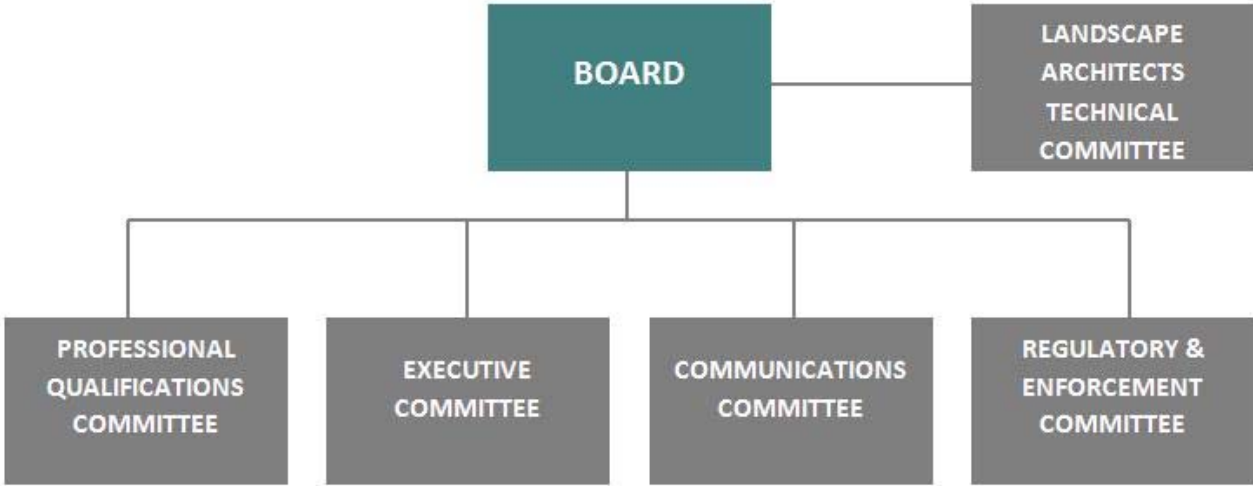 BOARD
LANDSCAPE
ARCHITECTS
TECHNICAL
COMMITTEE
PROFESSIONAL
QUALIFICATIONS
COMMITTEE
EXECUTIVE
COMMITTEE
COMMUNICATIONS
COMMITTEE
REGULATORY &
ENFORCEMENT
COMMITTEE